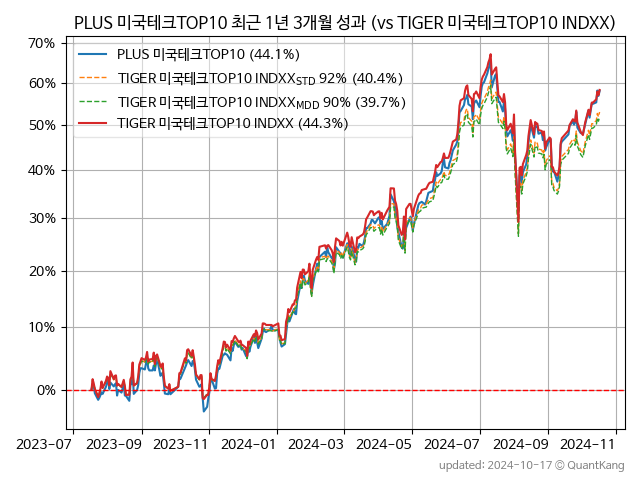 PLUS 미국테크TOP10 최근 1년 3개월 성과 (vs TIGER 미국테크TOP10 INDXX)
70%
60%
50%
40%
30%
20%
10%
0%
PLUS 미국테크TOP10 (44.1%)
TIGER 미국테크TOP10 INDXX_STD 92% (40.4%)
TIGER 미국테크TOP10 INDXX_MDD 90% (39.7%)
TIGER 미국테크TOP10 INDXX (44.3%)
2023-07 2023-09 2023-11 2024-01 2024-03 2024-05 2024-07 2024-09 2024-11
updated: 2024-10-17 © QuantKang